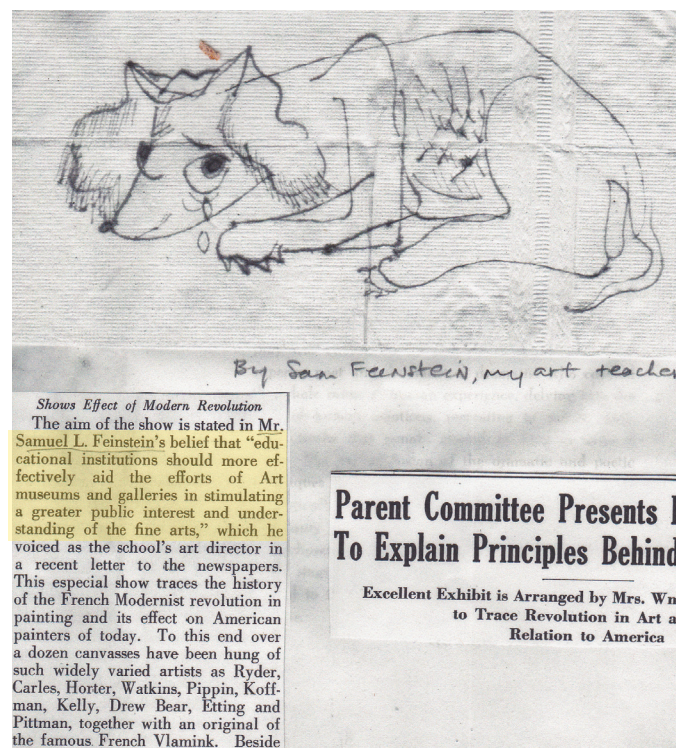 By Sam Feinstein, my art teacher
Shows Effect of Modern Revolution
The aim of the show is stated in Mr.
Samuel L. Feinstein's belief that "edu-
cational institutions should more ef-
fectively aid the efforts of Art
museums and galleries in stimulating
a greater public interest and under-
standing of the fine arts," which he
voiced as the school's art director in
a recent letter to the newspapers.
This especial show traces the history
of the French Modernist revolution in
painting and its effect on American
painters of today. To this end over
a dozen canvasses have been hung of
such widely varied artists as Ryder,
Carles, Horter, Watkins, Pippin, Koff-
man, Kelly, Drew Bear, Etting and
Pittman, together with an original of
the famous French Vlamink. Beside
Parent Committee Presents
To Explain Principles Behind
Excellent Exhibit is Arranged by Mrs. Wm
to Trace Revolution in Art a
Relation to America